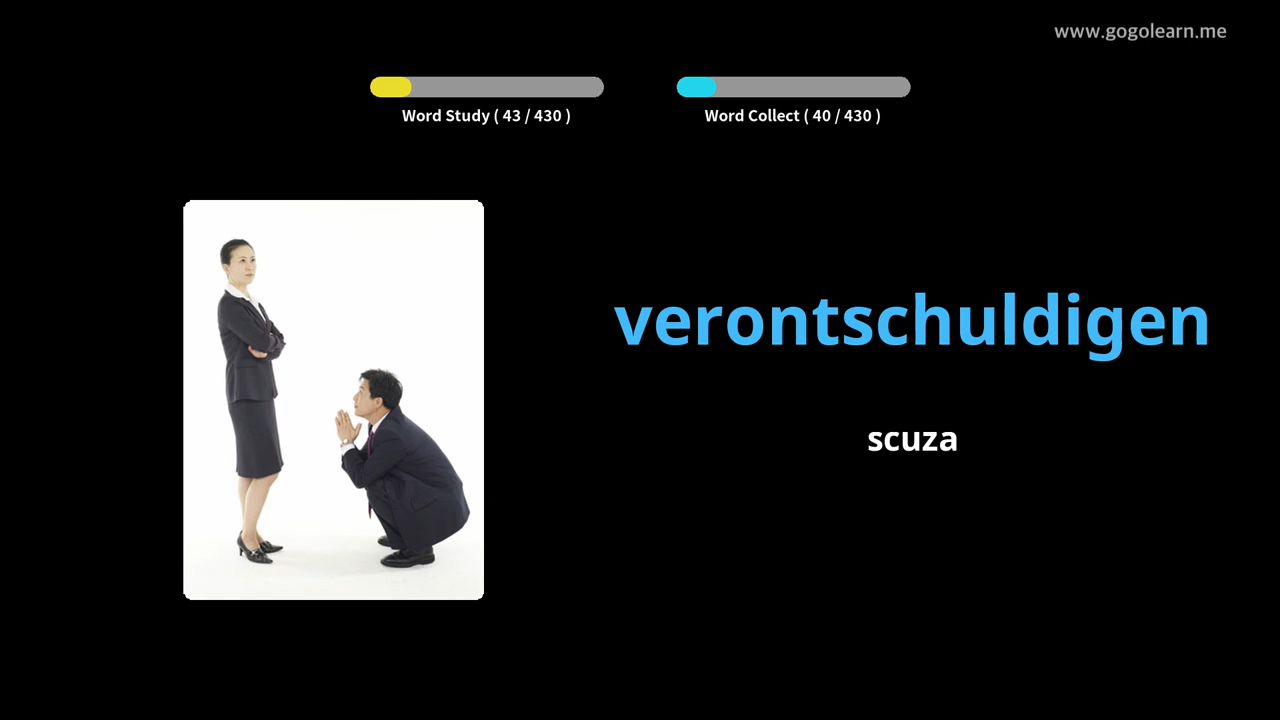 www.gogolearn.me
Word Study ( 43 / 430 )
Word Collect ( 40 / 430 )
verontschuldigen
scuza